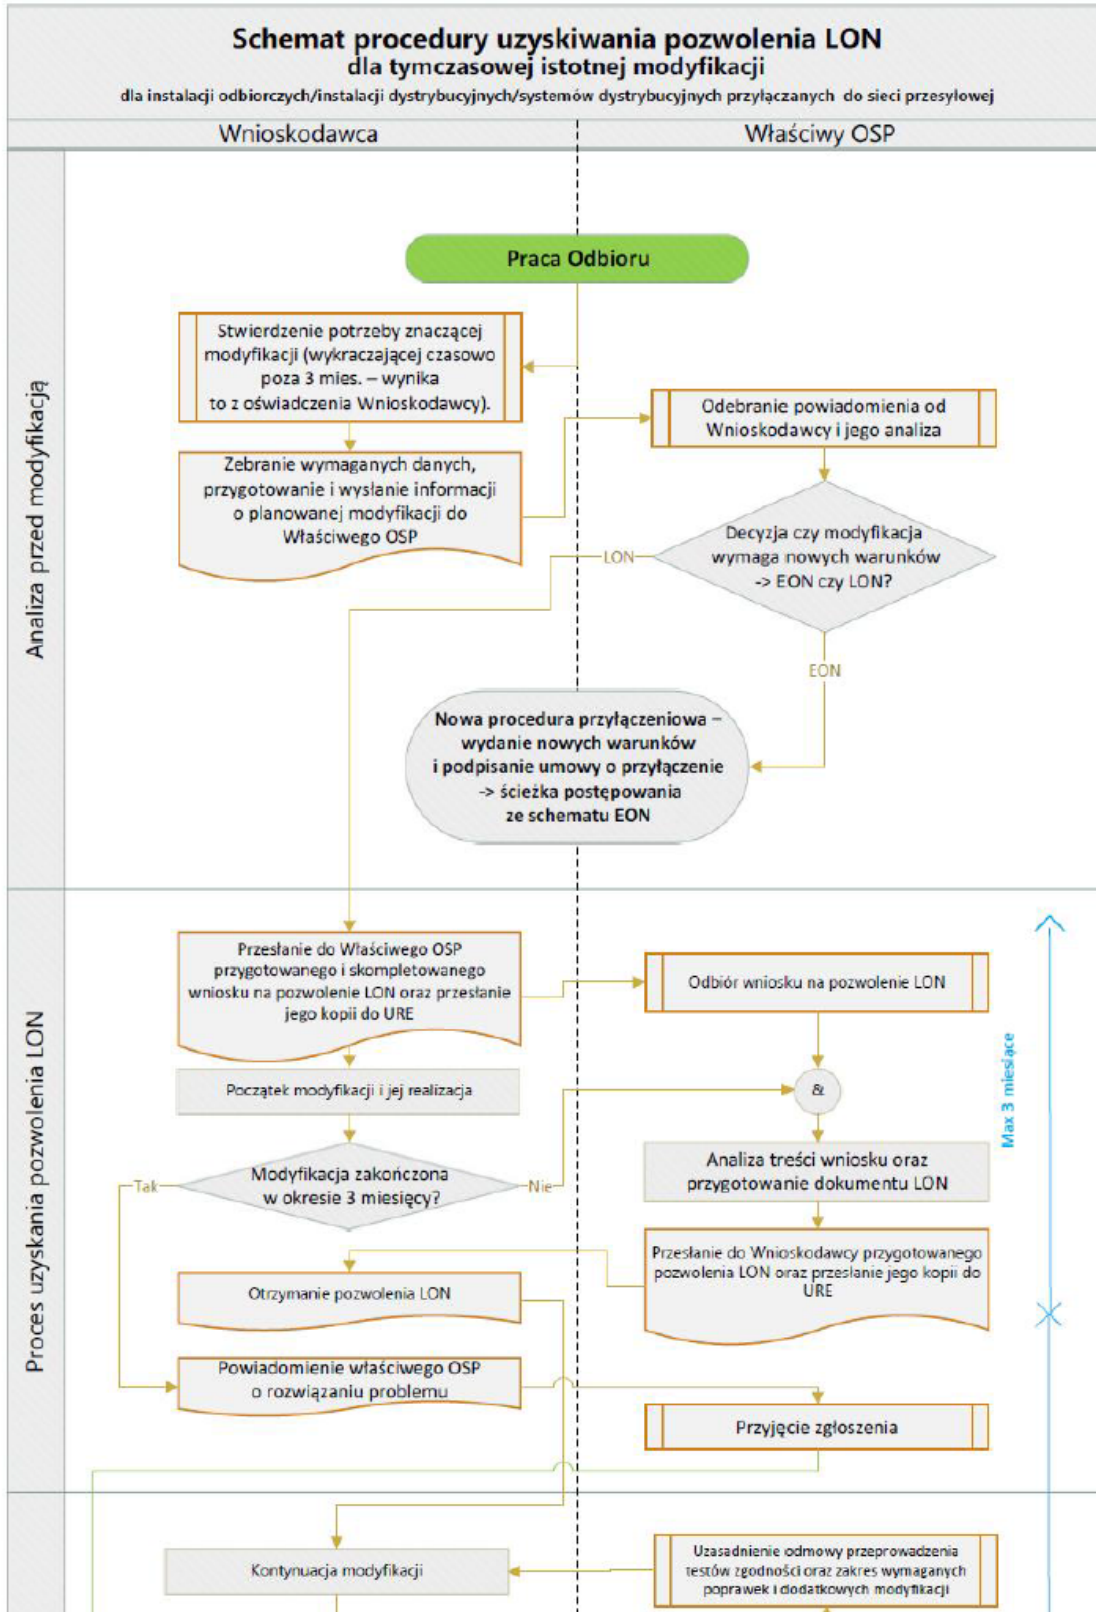 Schemat procedury uzyskiwania pozwolenia LON
dla tymczasowej istotnej modyfikacji
dla instalacji odbiorczych/instalacji dystrybucyjnych/systemów dystrybucyjnych przyłączanych do sieci przesyłowej
Wnioskodawca
Właściwy OSP
Analiza przed modyfikacją
Praca Odbioru
Stwierdzenie potrzeby znaczącej
modyfikacji (wykraczającej czasowo
poza 3 mies. – wynika
to z oświadczenia Wnioskodawcy).
Odebranie powiadomienia od
Wnioskodawcy i jego analiza
Zebranie wymaganych danych,
przygotowanie i wysłanie informacji
o planowanej modyfikacji do
Właściwego OSP
Decyzja czy modyfikacja
wymaga nowych warunków
-> EON czy LON?
LON
EON
Nowa procedura przyłączeniowa –
wydanie nowych warunków
i podpisanie umowy o przyłączenie
-> ścieżka postępowania
ze schematu EON
Proces uzyskania pozwolenia LON
Przesłanie do Właściwego OSP
przygotowanego i skompletowanego
wniosku na pozwolenie LON oraz przesłanie
jego kopii do URE
Odbiór wniosku na pozwolenie LON
Max 3 miesiące
Początek modyfikacji i jej realizacja
&
Modyfikacja zakończona
w okresie 3 miesięcy?
Tak
Nie
Analiza treści wniosku oraz
przygotowanie dokumentu LON
Przesłanie do Wnioskodawcy przygotowanego
pozwolenia LON oraz przesłanie jego kopii do
URE
Otrzymanie pozwolenia LON
Powiadomienie właściwego OSP
o rozwiązaniu problemu
Przyjęcie zgłoszenia
Kontynuacja modyfikacji
Uzasadnienie odmowy przeprowadzenia
testów zgodności oraz zakres wymaganych
poprawek i dodatkowych modyfikacji